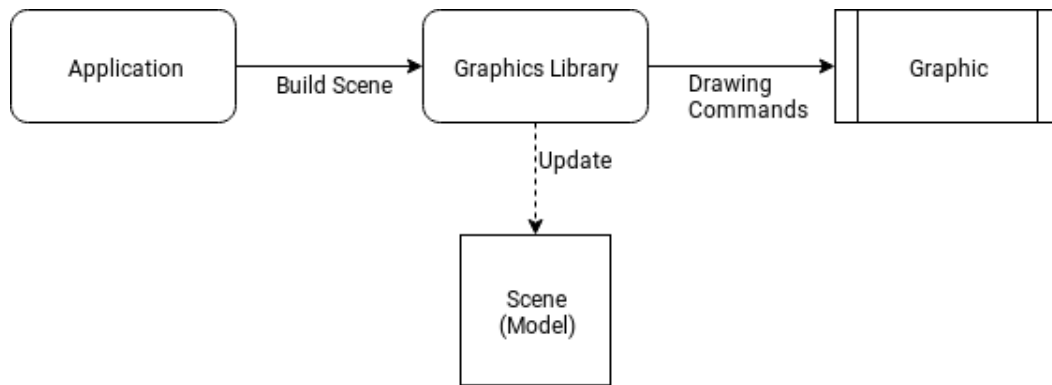 Application
Build Scene
Graphics Library
Drawing
Commands
Graphic
Update
Scene
(Model)